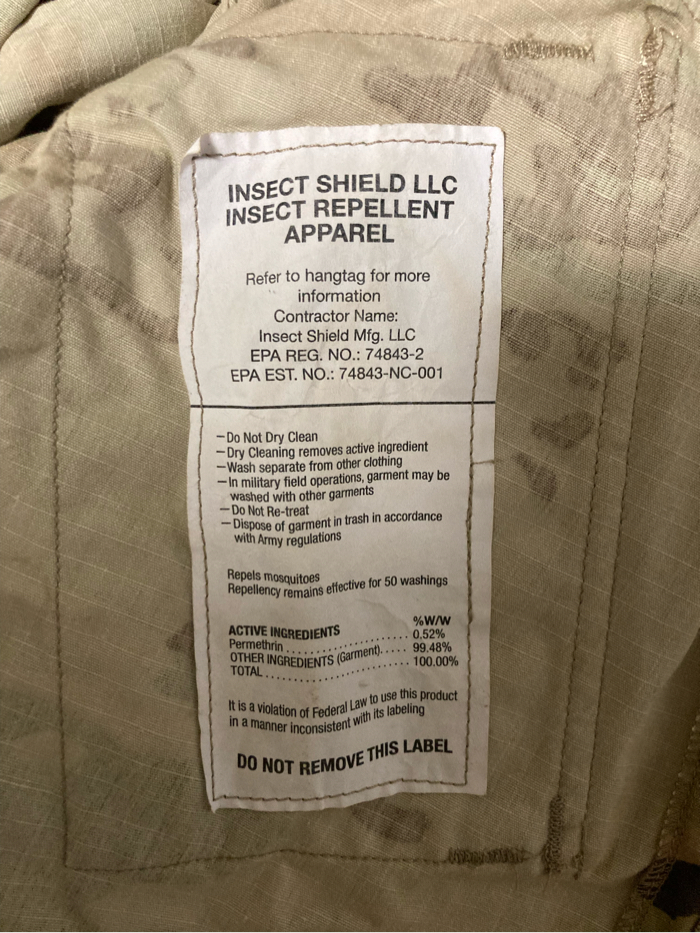 INSECT SHIELD LLC
INSECT REPELLENT
APPAREL
Refer to hangtag for more
information
Contractor Name:
Insect Shield Mfg. LLC
EPA REG. NO.: 74843-2
EPA EST. NO.: 74843-NC-001
–Do Not Dry Clean
–Dry Cleaning removes active ingredient
–Wash separate from other clothing
–In military field operations, garment may be
washed with other garments
–Do Not Re-treat
–Dispose of garment in trash in accordance
with Army regulations
Repels mosquitoes
Repellency remains effective for 50 washings
ACTIVE INGREDIENTS %W/W
Permethrin.................... 0.52%
OTHER INGREDIENTS (Garment)..... 99.48%
TOTAL........................ 100.00%
It is a violation of Federal Law to use this product
in a manner inconsistent with its labeling
DO NOT REMOVE THIS LABEL